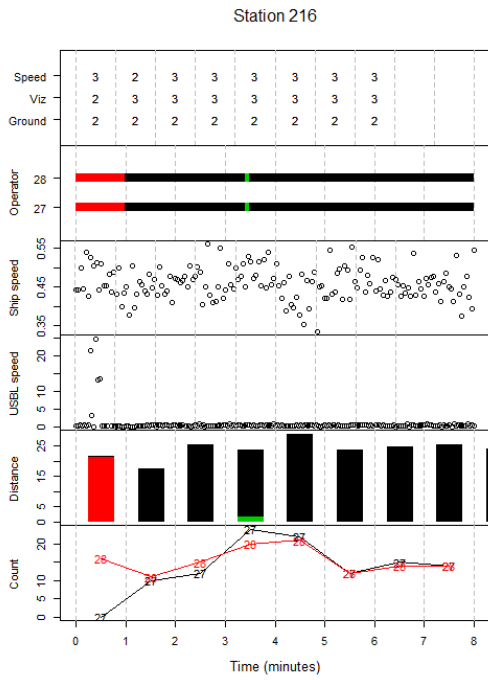 Station 216
Speed 3 2 3 3 3 3 3 3
Viz 2 3 3 3 3 3 3 3
Ground 2 2 2 2 2 2 2 2
Operator
28
27
Ship speed
0.55
0.45
0.35
USBL speed
20
10
5
0
Distance
25
15
5
0
Count
20
10
5
0
28 28 28 28 28 28 28
27 27 27 27 27 27
0 1 2 3 4 5 6 7 8
Time (minutes)